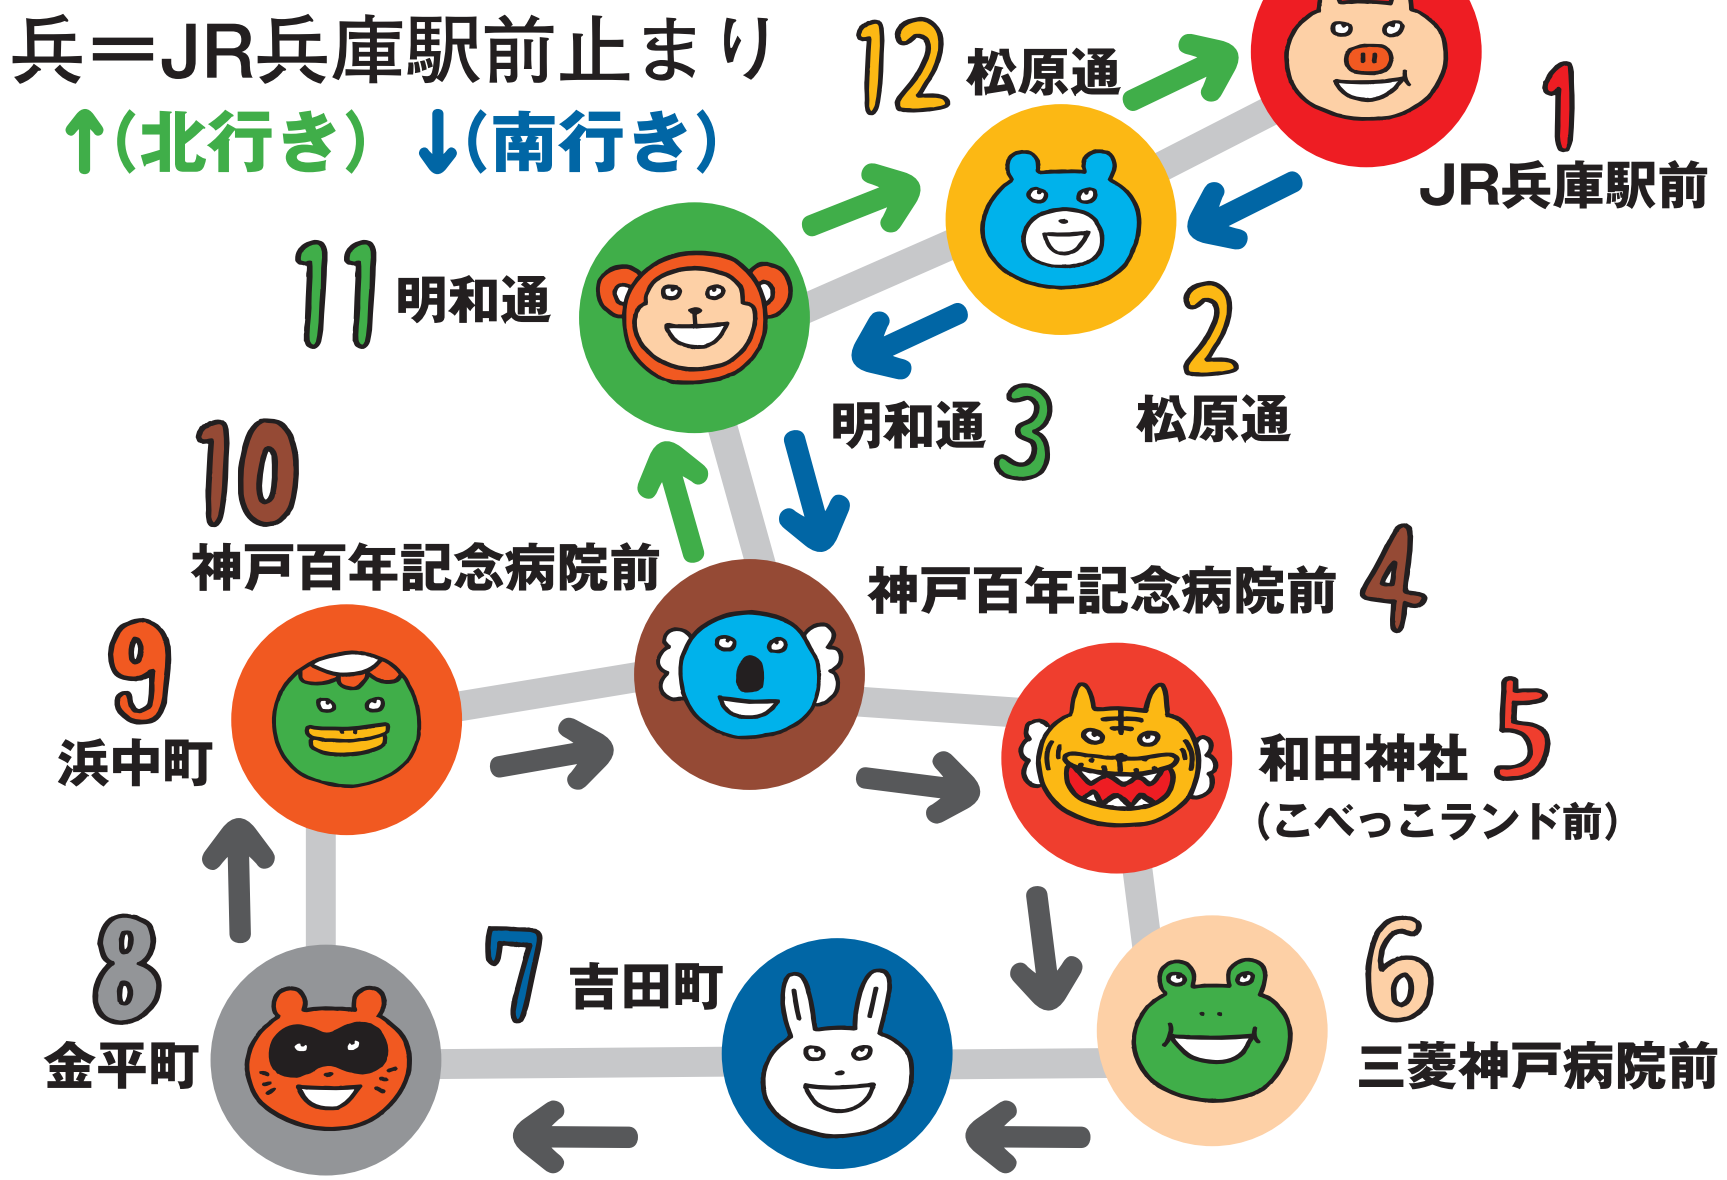 兵＝JR兵庫駅前止まり
↑(北行き) ↓(南行き)
12 松原通
1
JR兵庫駅前
11 明和通
2
松原通
明和通 3
10
神戸百年記念病院前
神戸百年記念病院前 4
9
浜中町
和田神社 5
(こべっこランド前)
8
金平町
7 吉田町
6
三菱神戸病院前